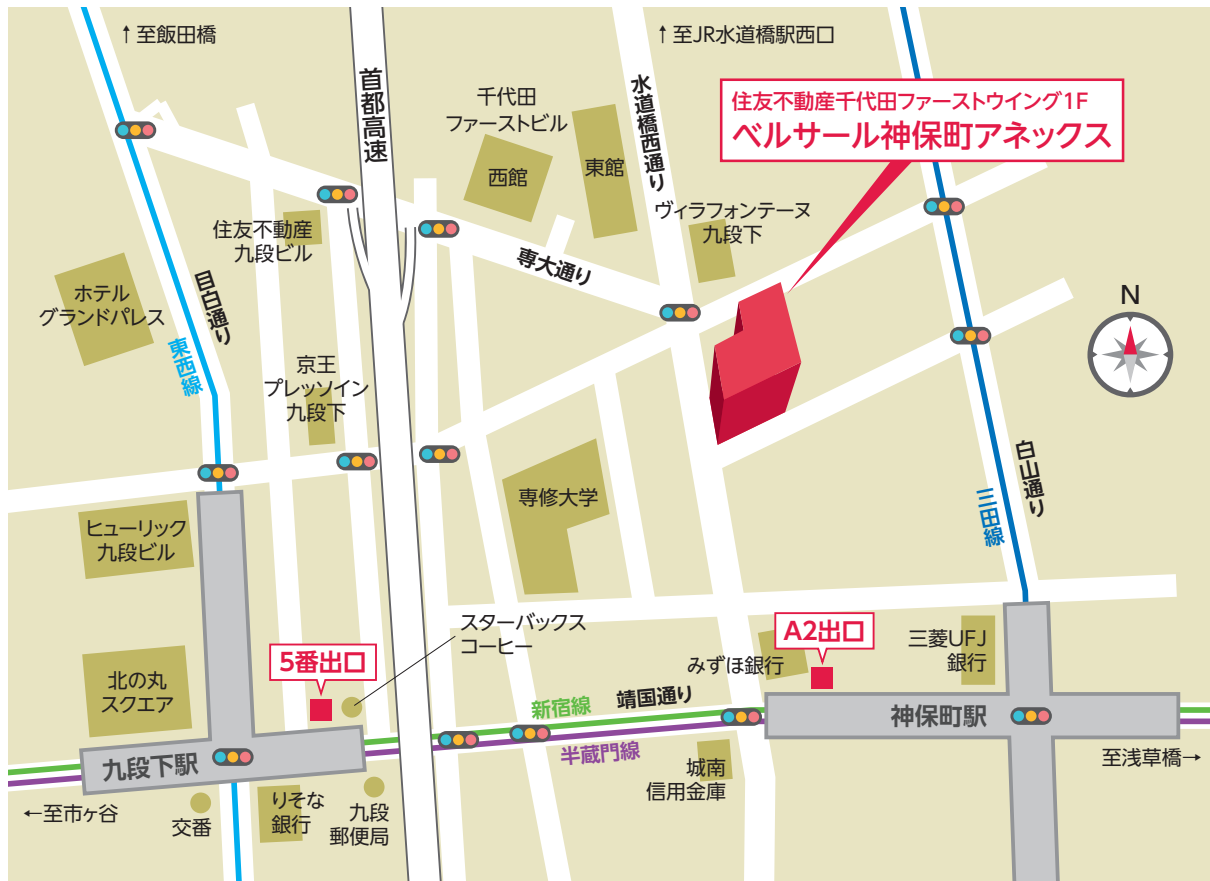 ↑至飯田橋
↑至JR水道橋駅西口
首都高速
千代田
ファーストビル
西館
東館
水道橋西通り
住友不動産千代田ファーストウイング1F
ベルサール神保町アネックス
住友不動産
九段ビル
ヴィラフォンテーヌ
九段下
専大通り
目白通り
ホテル
グランドパレス
東西線
京王
プレッソイン
九段下
N
白山通り
三田線
専修大学
ヒューリック
九段ビル
スターバックス
コーヒー
5番出口
A2出口
みずほ銀行
三菱UFJ
銀行
北の丸
スクエア
新宿線
靖国通り
半蔵門線
神保町駅
九段下駅
城南
信用金庫
至浅草橋→
←至市ヶ谷
交番
りそな
銀行
九段
郵便局